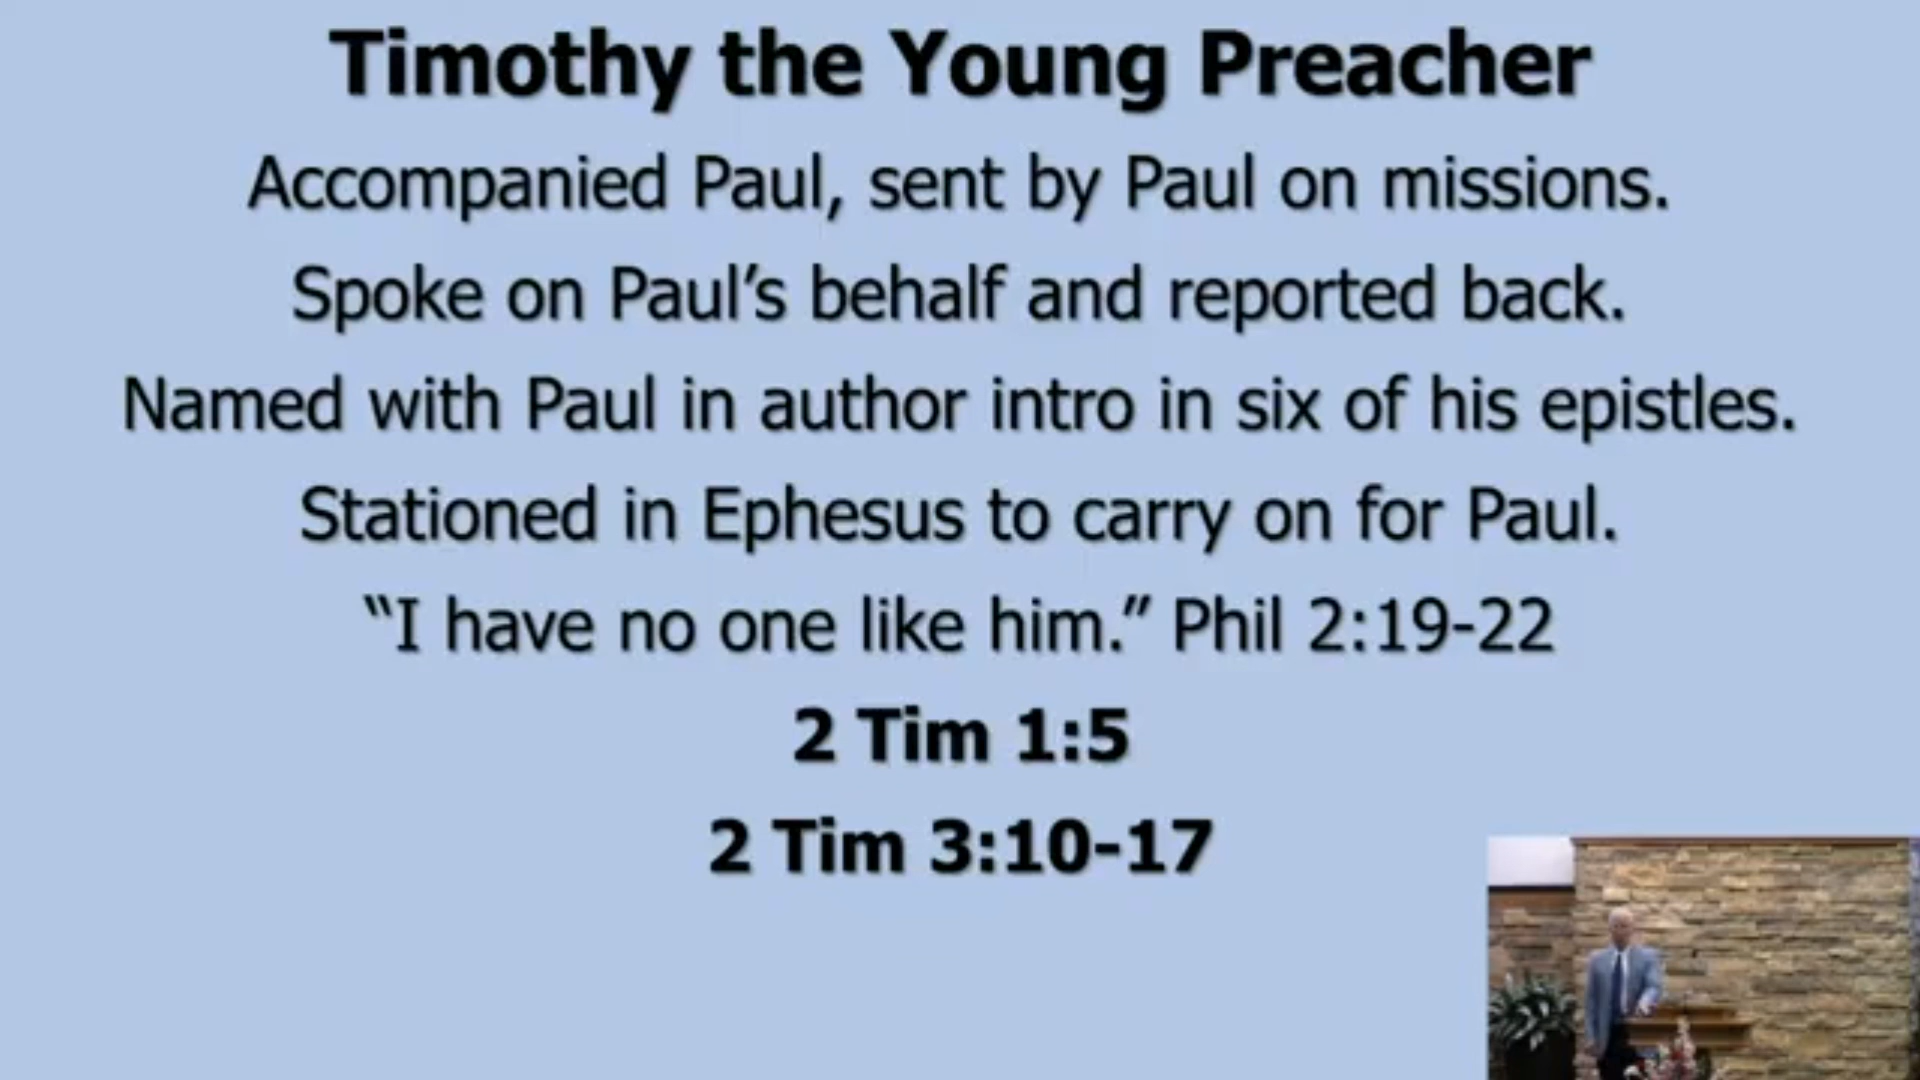 Timothy the Young Preacher
Accompanied Paul, sent by Paul on missions.
Spoke on Paul’s behalf and reported back.
Named with Paul in author intro in six of his epistles.
Stationed in Ephesus to carry on for Paul.
“I have no one like him.” Phil 2:19-22
2 Tim 1:5
2 Tim 3:10-17